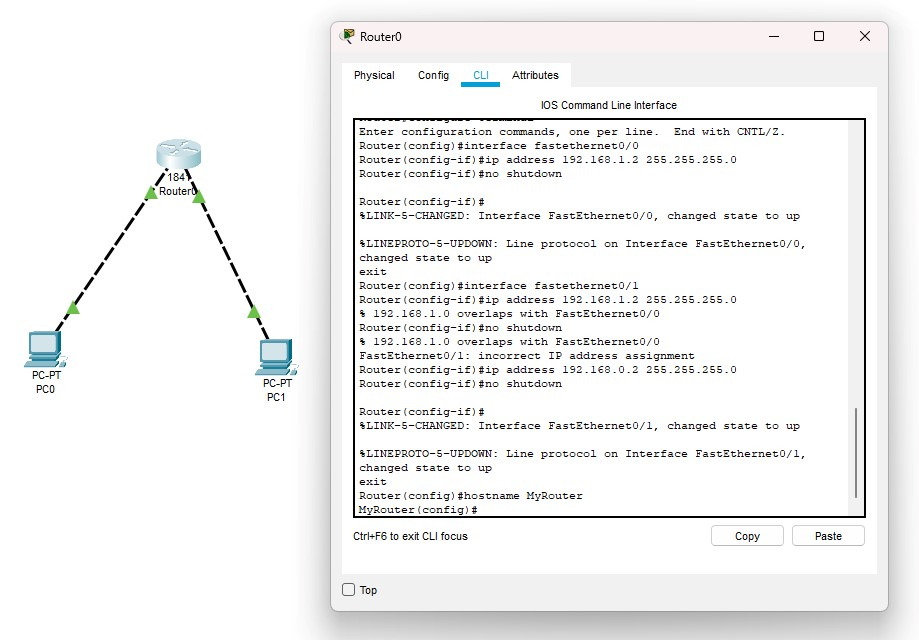 Router0
Physical
Config
CLI
Attributes
IOS Command Line Interface
Enter configuration commands, one per line.  End with CNTL/Z.
Router(config)#interface fastethernet0/0
Router(config-if)#ip address 192.168.1.2 255.255.255.0
Router(config-if)#no shutdown
Router(config-if)#
%LINK-5-CHANGED: Interface FastEthernet0/0, changed state to up
%LINEPROTO-5-UPDOWN: Line protocol on Interface FastEthernet0/0,
changed state to up
exit
Router(config)#interface fastethernet0/1
Router(config-if)#ip address 192.168.1.2 255.255.255.0
% 192.168.1.0 overlaps with FastEthernet0/0
Router(config-if)#no shutdown
% 192.168.1.0 overlaps with FastEthernet0/0
FastEthernet0/1: incorrect IP address assignment
Router(config-if)#ip address 192.168.0.2 255.255.255.0
Router(config-if)#no shutdown
Router(config-if)#
%LINK-5-CHANGED: Interface FastEthernet0/1, changed state to up
%LINEPROTO-5-UPDOWN: Line protocol on Interface FastEthernet0/1,
changed state to up
exit
Router(config)#hostname MyRouter
MyRouter(config)#
Ctrl+F6 to exit CLI focus
Copy
Paste
Top
1841
Router0
PC-PT
PC0
PC-PT
PC1